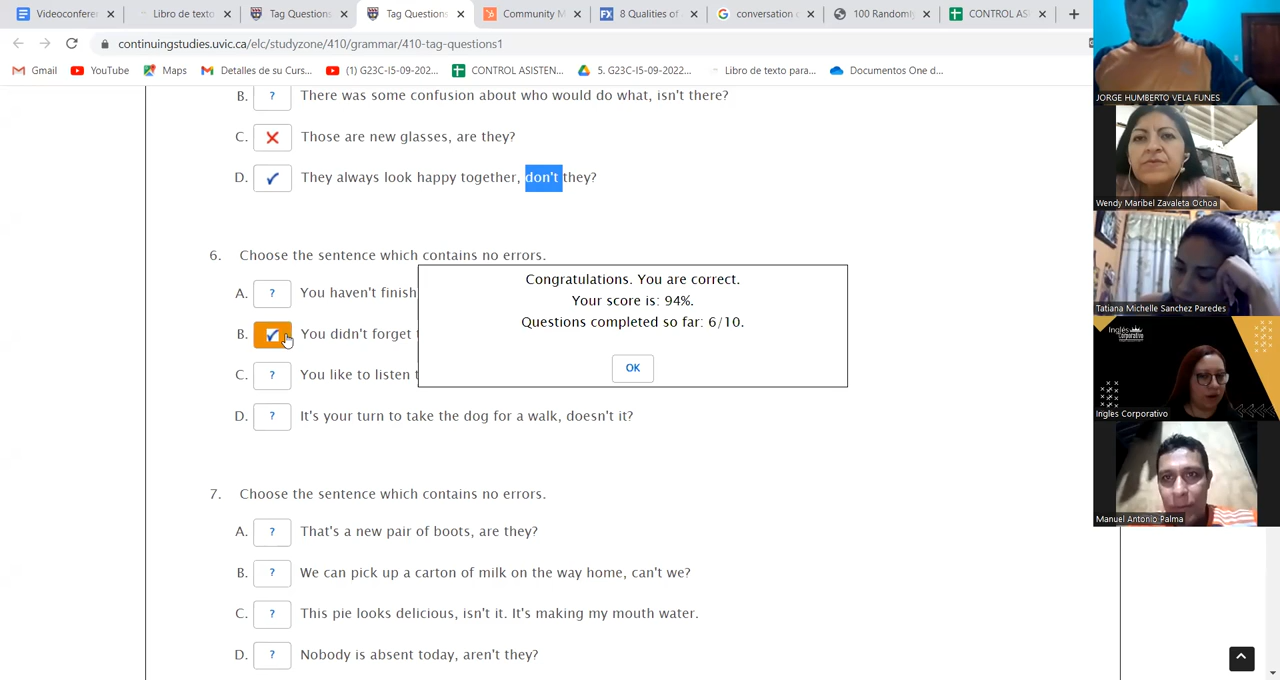 Videoconferen
Libro de texto
Tag Questions
Tag Questions
Community M
8 Qualities of
conversation
100 Randomly
CONTROL AS
continuingstudies.uvic.ca/elc/studyzone/410/grammar/410-tag-questions1
Gmail
YouTube
Maps
Detalles de su Curs...
(1) G23C-I5-09-202...
CONTROL ASISTEN...
5. G23C-I5-09-2022...
Libro de texto para...
Documentos One d...
B. ? There was some confusion about who would do what, isn't there?
C. Those are new glasses, are they?
D. They always look happy together, don't they?
6. Choose the sentence which contains no errors.
A. ? You haven't finish
B. You didn't forget t
C. ? You like to listen t
D. ? It's your turn to take the dog for a walk, doesn't it?
Congratulations. You are correct.
Your score is: 94%.
Questions completed so far: 6/10.
OK
7. Choose the sentence which contains no errors.
A. ? That's a new pair of boots, are they?
B. ? We can pick up a carton of milk on the way home, can't we?
C. ? This pie looks delicious, isn't it. It's making my mouth water.
D. ? Nobody is absent today, aren't they?
JORGE HUMBERTO VELA FUNES
Wendy Maribel Zavaleta Ochoa
Tatiana Michelle Sanchez Paredes
Inglés
Corporativo
Ingles Corporativo
Manuel Antonio Palma